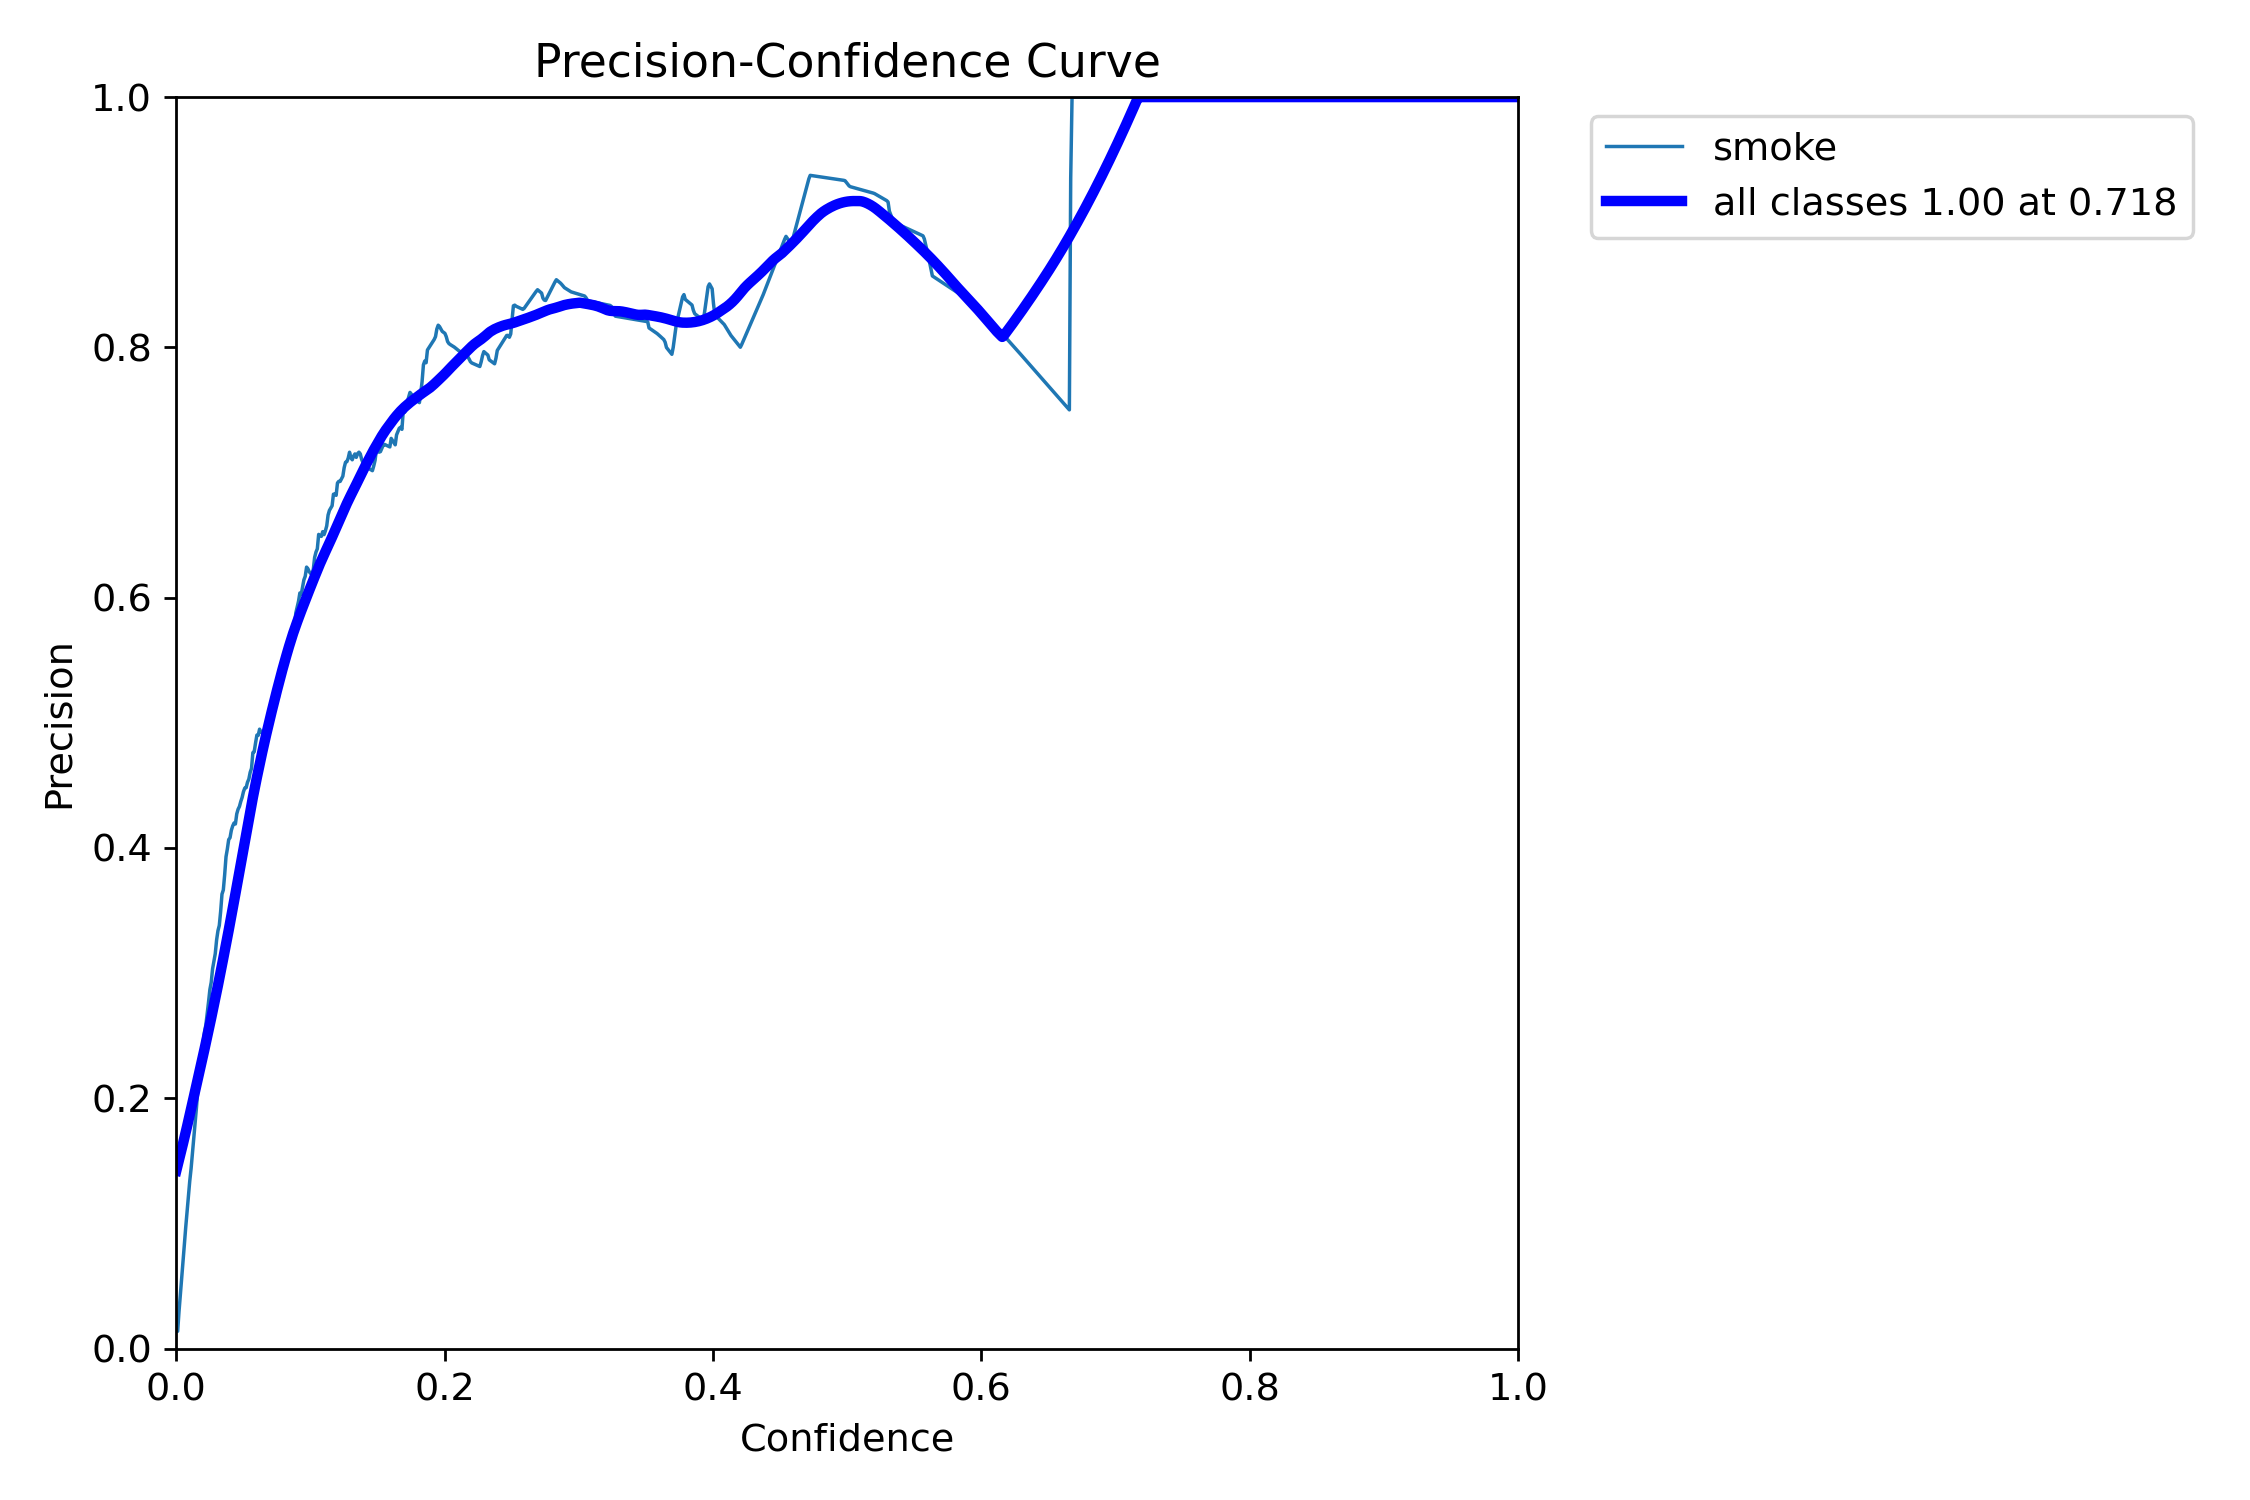 Precision-Confidence Curve
1.0
0.8
0.6
0.4
0.2
0.0
Precision
0.0 0.2 0.4 0.6 0.8 1.0
Confidence
smoke
all classes 1.00 at 0.718